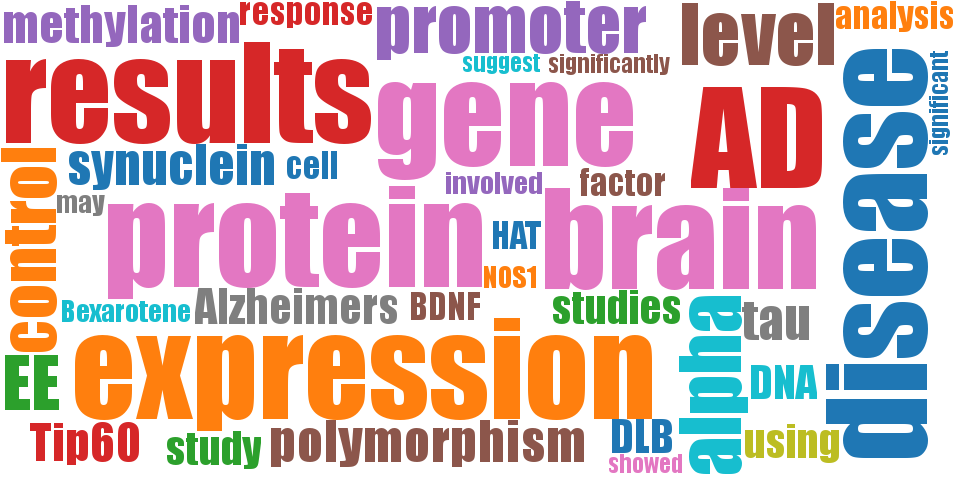 methylation
response
promoter
level
analysis
results
suggest
significantly
gene
AD
disease
significant
synuclein
cell
control
may
involved
factor
protein
HAT
brain
NOS1
Bexarotene
Alzheimers
BDNF
studies
alpha
tau
EE
expression
DNA
Tip60
study
polymorphism
DLB
showed
using